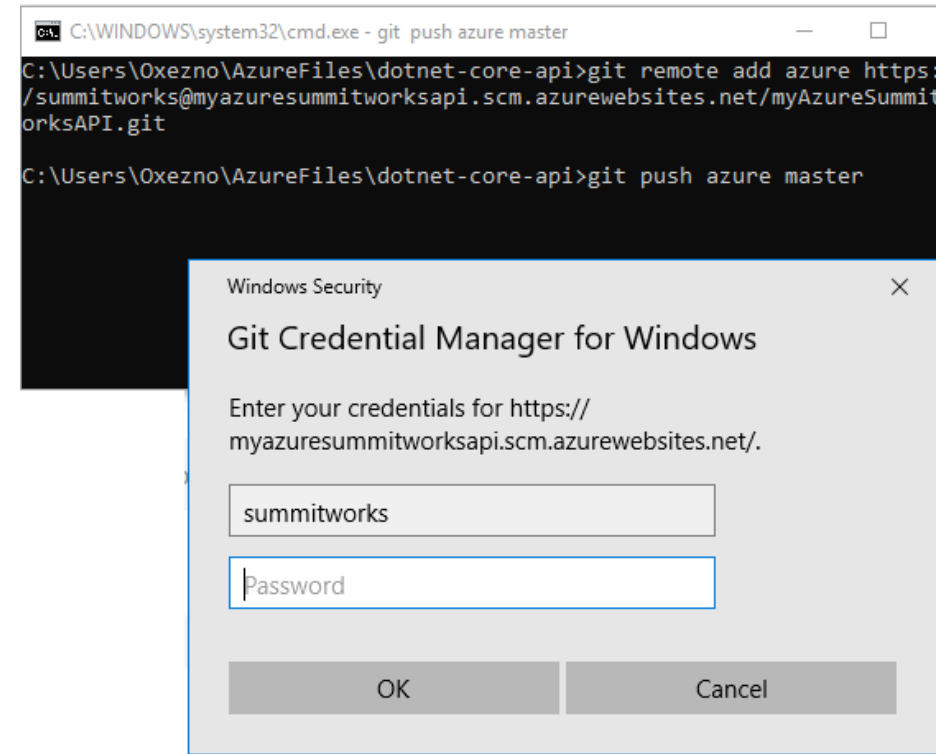 C:\WINDOWS\system32\cmd.exe - git  push azure master
C:\Users\Oxezno\AzureFiles\dotnet-core-api>git remote add azure https:
/summitworks@myazuresummitworksapi.scm.azurewebsites.net/myAzureSummit
orksAPI.git
C:\Users\Oxezno\AzureFiles\dotnet-core-api>git push azure master
Windows Security
Git Credential Manager for Windows
Enter your credentials for https://
myazuresummitworksapi.scm.azurewebsites.net/.
summitworks
Password
OK
Cancel